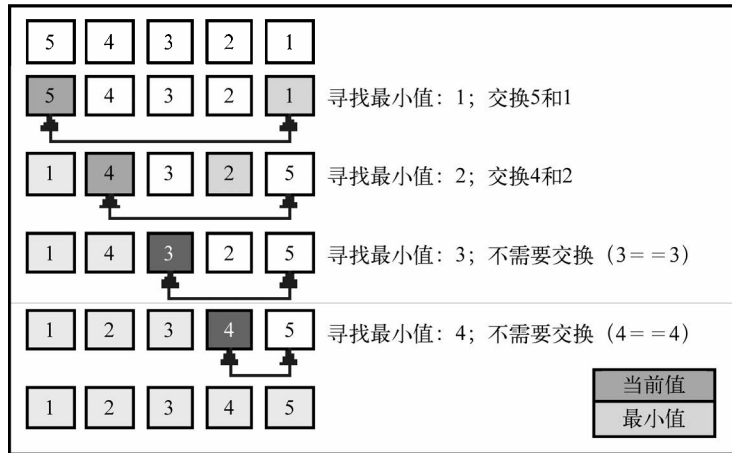 5 4 3 2 1
5 4 3 2 1 寻找最小值：1；交换5和1
1 4 3 2 5 寻找最小值：2；交换4和2
1 4 3 2 5 寻找最小值：3；不需要交换（3==3）
1 2 3 4 5 寻找最小值：4；不需要交换（4==4）
当前值
1 2 3 4 5
最小值